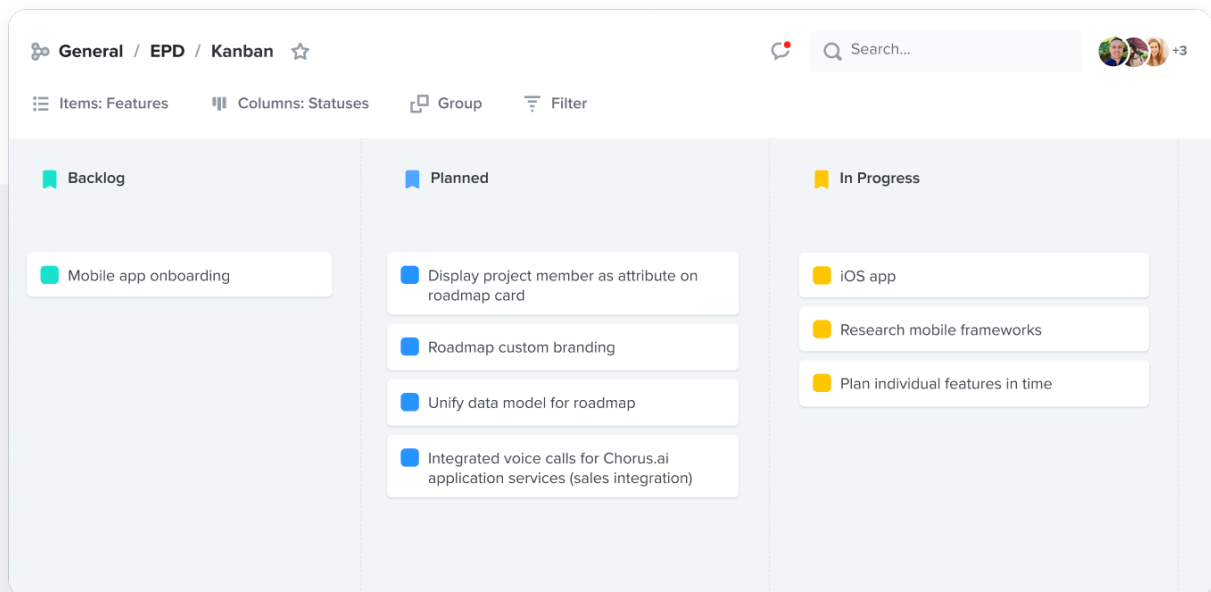 General / EPD / Kanban
Search...
+3
Items: Features
Columns: Statuses
Group
Filter
Backlog
Planned
In Progress
Mobile app onboarding
Display project member as attribute on
roadmap card
Roadmap custom branding
Unify data model for roadmap
Integrated voice calls for Chorus.ai
application services (sales integration)
iOS app
Research mobile frameworks
Plan individual features in time